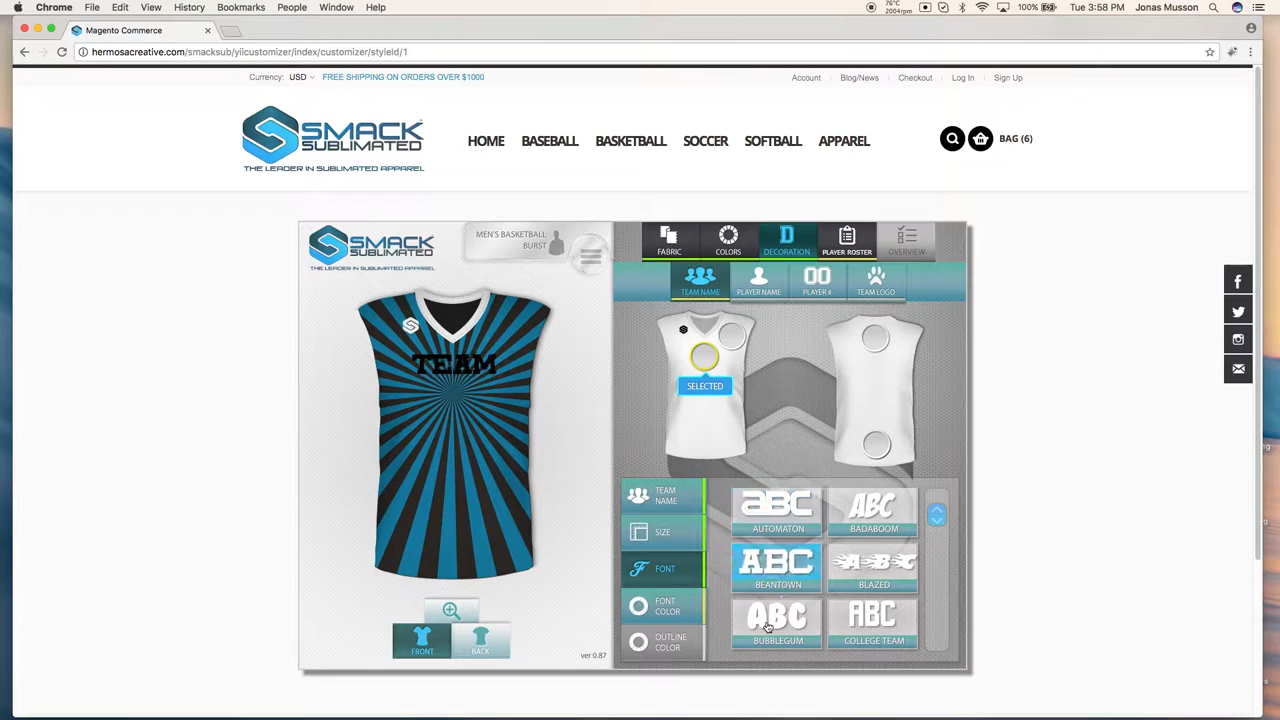 Chrome File Edit View History Bookmarks People Window Help
76°C
2004rpm
100% Tue 3:58 PM Jonas Musson
Magento Commerce
hermosacreative.com/smacksub/yiicustomizer/index/customizer/styleId/1
Currency: USD FREE SHIPPING ON ORDERS OVER $1000
Account Blog/News Checkout Log In Sign Up
SMACK
SUBLIMATED
THE LEADER IN SUBLIMATED APPAREL
HOME BASEBALL BASKETBALL SOCCER SOFTBALL APPAREL
BAG (6)
SMACK
SUBLIMATED
THE LEADER IN SUBLIMATED APPAREL
MEN'S BASKETBALL
BURST
FABRIC COLORS DECORATION PLAYER ROSTER OVERVIEW
TEAM NAME PLAYER NAME PLAYER # TEAM LOGO
TEAM
SELECTED
TEAM
NAME
SIZE
FONT
FONT
COLOR
OUTLINE
COLOR
ABC ABC
AUTOMATON BADABOOM
ABC ABC
BEANTOWN BLAZED
ABC ABC
BUBBLEGUM COLLEGE TEAM
FRONT BACK
ver 0.87